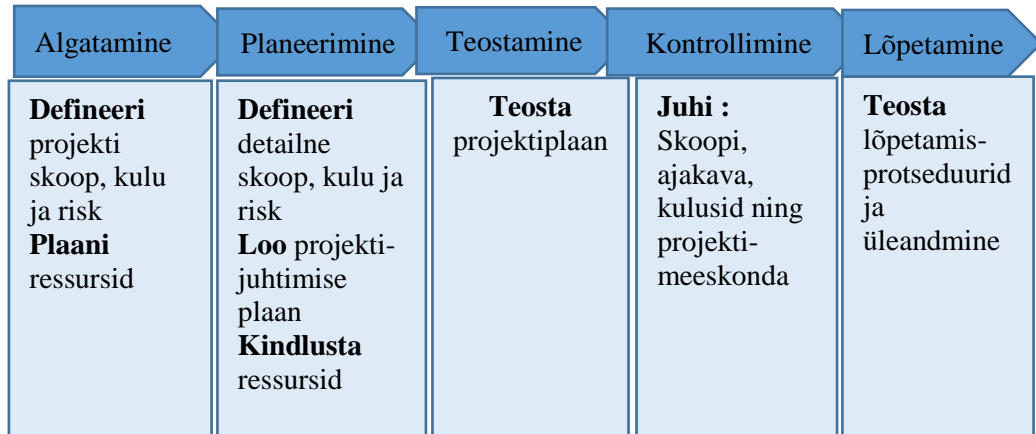 Algatamine
Planeerimine
Teostamine
Kontrollimine
Lõpetamine
Defineeri
projekti
skoop, kulu
ja risk
Plaani
ressursid
Defineeri
detailne
skoop, kulu ja
risk
Loo projekti-
juhtimise
plaan
Kindlusta
ressursid
Teosta
projektiplaan
Juhi :
Skoopi,
ajakava,
kulusid ning
projekti-
meeskonda
Teosta
lõpetamis-
protseduurid
ja
üleandmine